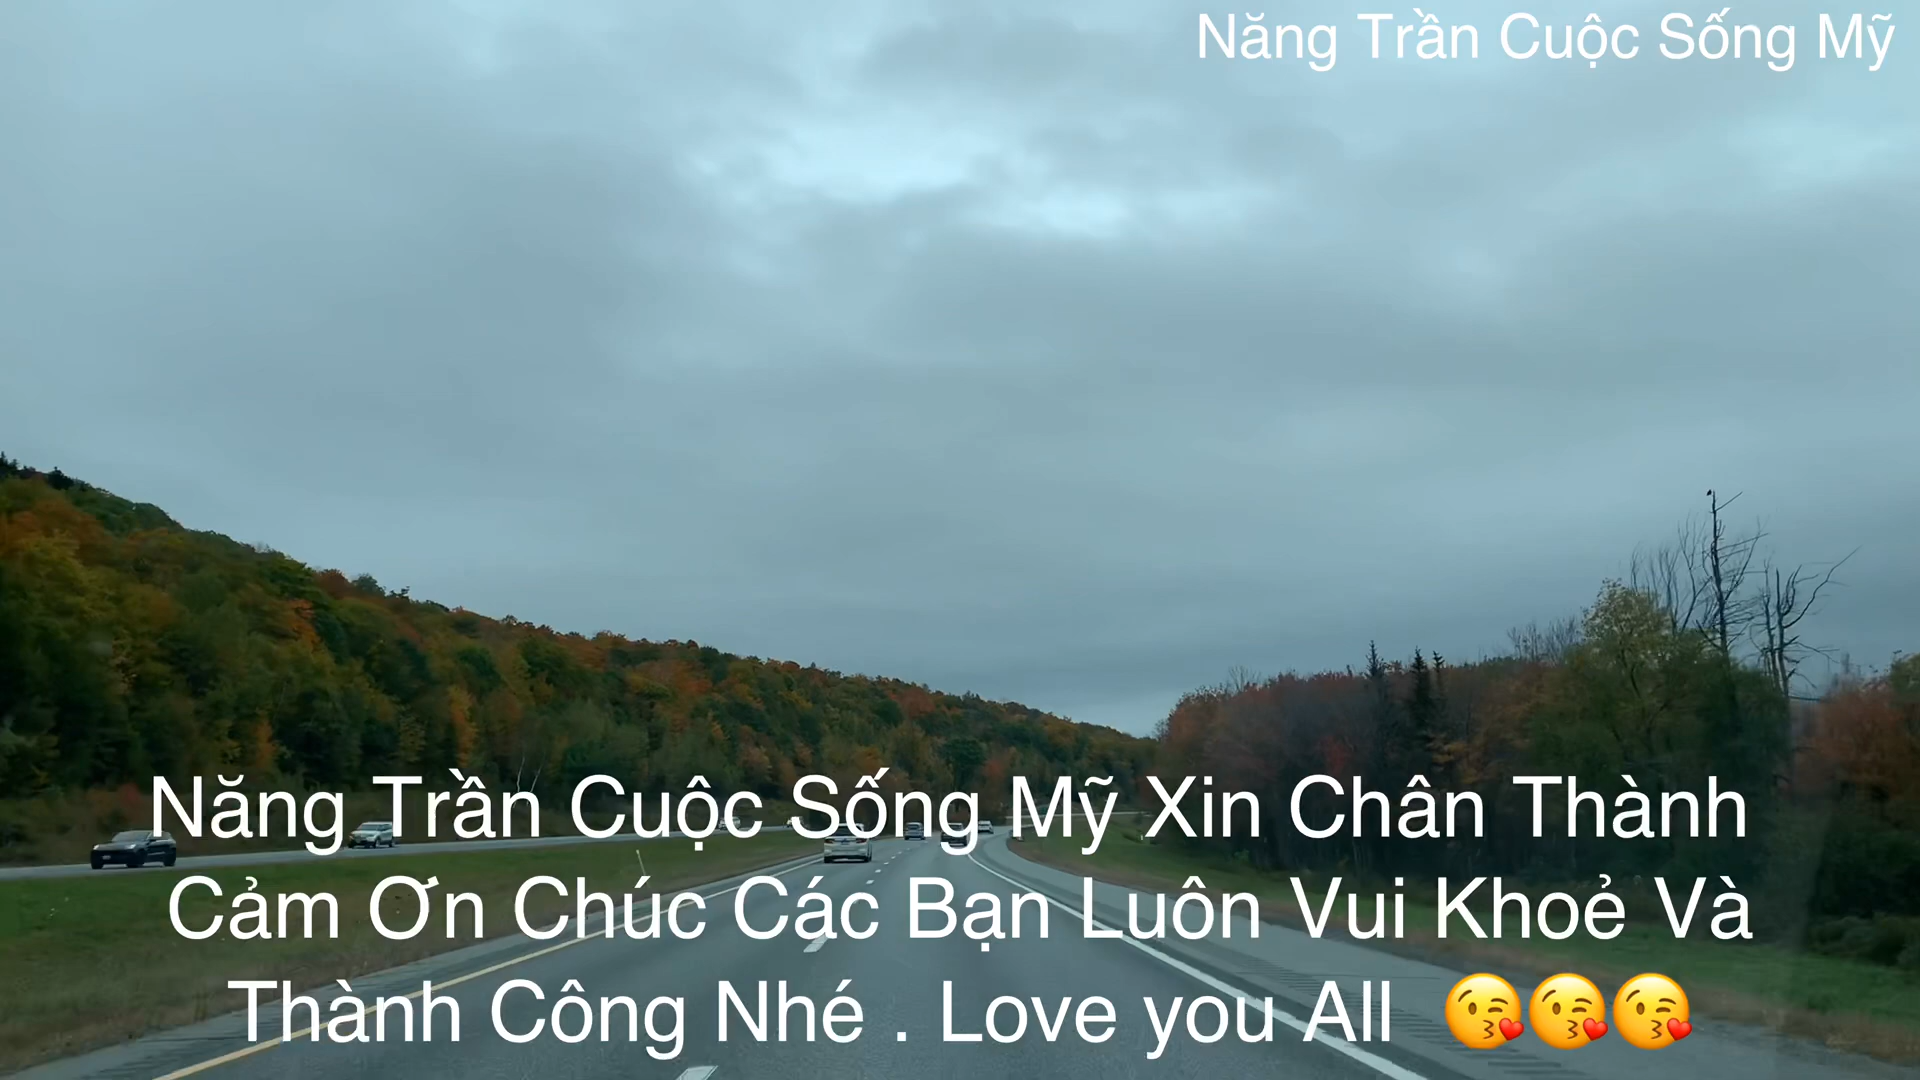 Năng Trần Cuộc Sống Mỹ
Năng Trần Cuộc Sống Mỹ Xin Chân Thành
Cảm Ơn Chúc Các Bạn Luôn Vui Khoẻ Và
Thành Công Nhé . Love you All 😘😘😘